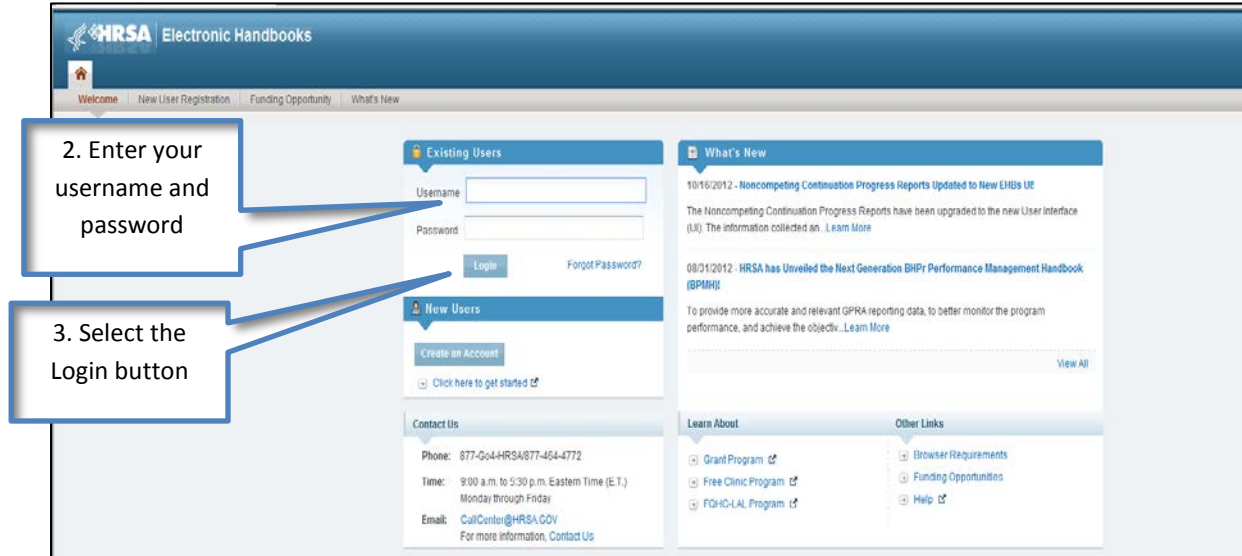 HRSA Electronic Handbooks
Welcome New User Registration Funding Opportunity What's New
2. Enter your
username and
password
3. Select the
Login button
Existing Users
Username
Password
Login Forgot Password?
New Users
Create an Account
Click here to get started
Contact Us
Phone: 877-Go4-HRSA/877-464-4772
Time: 9:00 a.m. to 5:30 p.m. Eastern Time (E.T.)
Monday through Friday
Email: CallCenter@HRSA.GOV
For more information, Contact Us
What's New
10/16/2012 - Noncompeting Continuation Progress Reports Updated to New EHBs UI!
The Noncompeting Continuation Progress Reports have been upgraded to the new User Interface
(UI). The information collected an...Learn More
08/31/2012 - HRSA has Unveiled the Next Generation BHPr Performance Management Handbook
(BPMH)!
To provide more accurate and relevant GPRA reporting data, to better monitor the program
performance, and achieve the objectiv...Learn More
View All
Learn About
Grant Program
Free Clinic Program
FQHC-LAL Program
Other Links
Browser Requirements
Funding Opportunities
Help